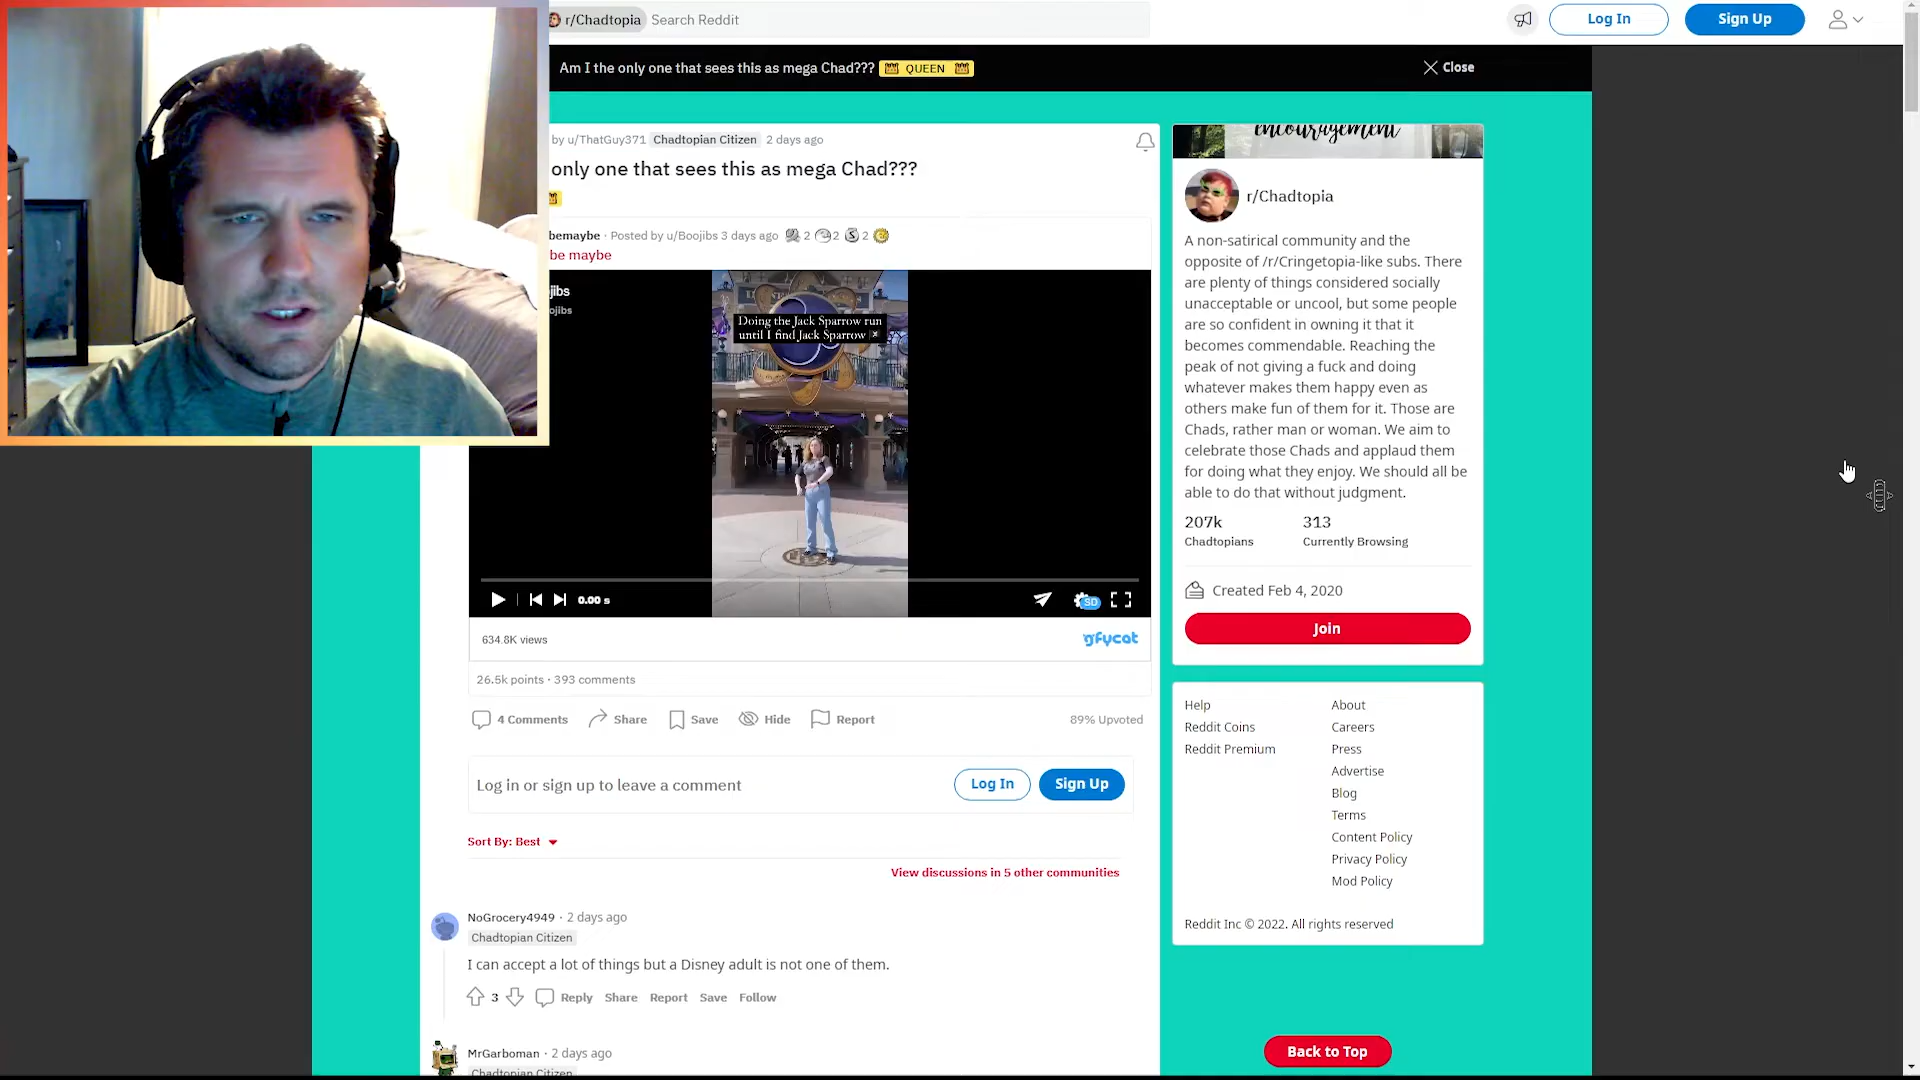 r/Chadtopia Search Reddit
Log In
Sign Up
Am I the only one that sees this as mega Chad??? QUEEN
Close
by u/ThatGuy371 Chadtopian Citizen 2 days ago
only one that sees this as mega Chad???
bemaybe · Posted by u/Boojibs 3 days ago 2 2 2
be maybe
jibs
ojibs
Doing the Jack Sparrow run
until I find Jack Sparrow
0.00 s
SD
634.8K views
gfycat
26.5k points · 393 comments
4 Comments Share Save Hide Report
89% Upvoted
Log in or sign up to leave a comment
Log In
Sign Up
Sort By: Best
View discussions in 5 other communities
NoGrocery4949 · 2 days ago
Chadtopian Citizen
I can accept a lot of things but a Disney adult is not one of them.
3 Reply Share Report Save Follow
MrGarboman · 2 days ago
Chadtopian Citizen
encouragement
r/Chadtopia
A non-satirical community and the
opposite of /r/Cringetopia-like subs. There
are plenty of things considered socially
unacceptable or uncool, but some people
are so confident in owning it that it
becomes commendable. Reaching the
peak of not giving a fuck and doing
whatever makes them happy even as
others make fun of them for it. Those are
Chads, rather man or woman. We aim to
celebrate those Chads and applaud them
for doing what they enjoy. We should all be
able to do that without judgment.
207k 313
Chadtopians Currently Browsing
Created Feb 4, 2020
Join
Help About
Reddit Coins Careers
Reddit Premium Press
Advertise
Blog
Terms
Content Policy
Privacy Policy
Mod Policy
Reddit Inc © 2022. All rights reserved
Back to Top